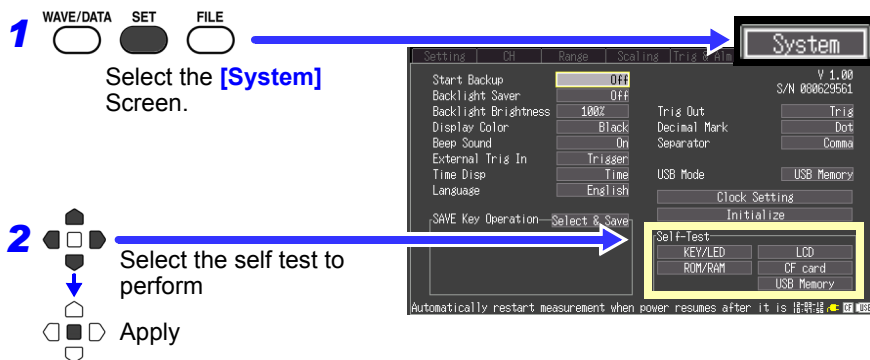 1 WAVE/DATA SET FILE
Select the [System]
Screen.
System
Setting CH Range Scaling Trig & Alm
V 1.00
S/N 080629561
Start Backup Off
Backlight Saver Off
Backlight Brightness 100% Trig Out Trig
Display Color Black Decimal Mark Dot
Beep Sound On Separator Comma
External Trig In Trigger
Time Disp Time USB Mode USB Memory
Language English
Clock Setting
Initialize
SAVE Key Operation Select & Save
Self-Test
KEY/LED LCD
ROM/RAM CF card
USB Memory
Automatically restart measurement when power resumes after it is
CF USB
2 Select the self test to
perform
Apply